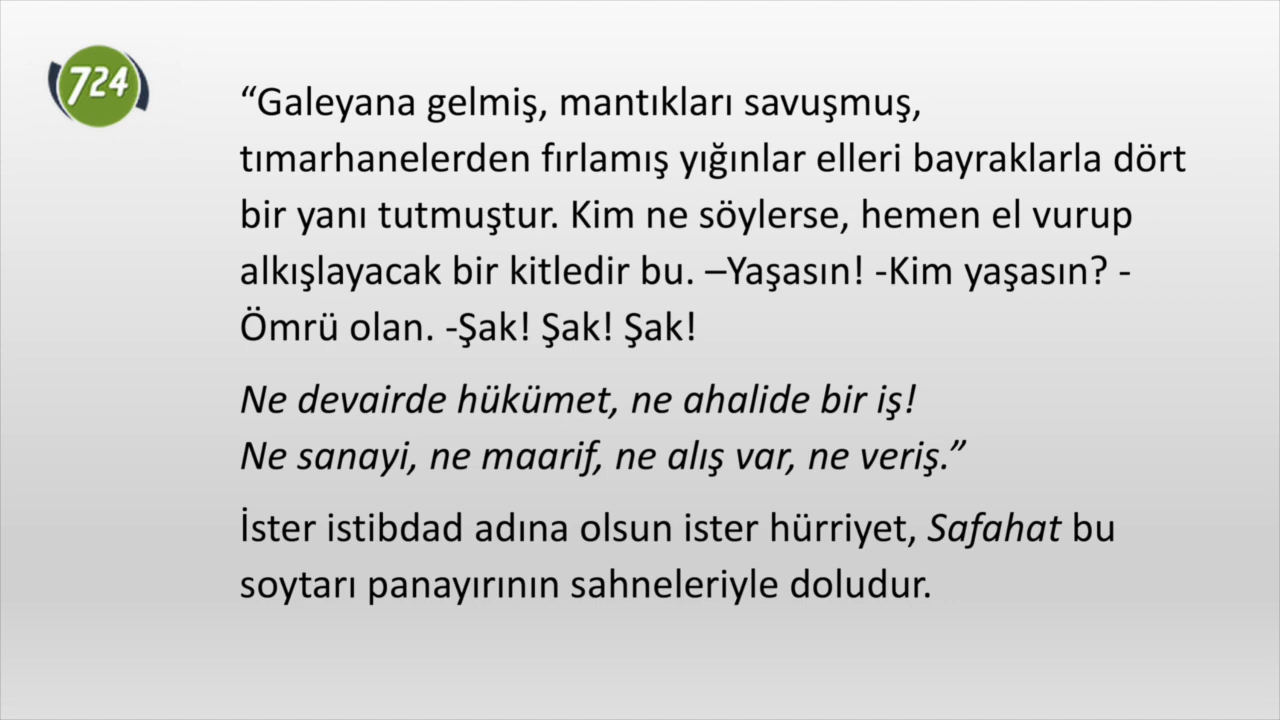 724
“Galeyana gelmiş, mantıkları savuşmuş,
tımarhanelerden fırlamış yığınlar elleri bayraklarla dört
bir yanı tutmuştur. Kim ne söylerse, hemen el vurup
alkışlayacak bir kitledir bu. –Yaşasın! -Kim yaşasın? -
Ömrü olan. -Şak! Şak! Şak!
Ne devairde hükümet, ne ahalide bir iş!
Ne sanayi, ne maarif, ne alış var, ne veriş.”
İster istibdad adına olsun ister hürriyet, Safahat bu
soytarı panayırının sahneleriyle doludur.